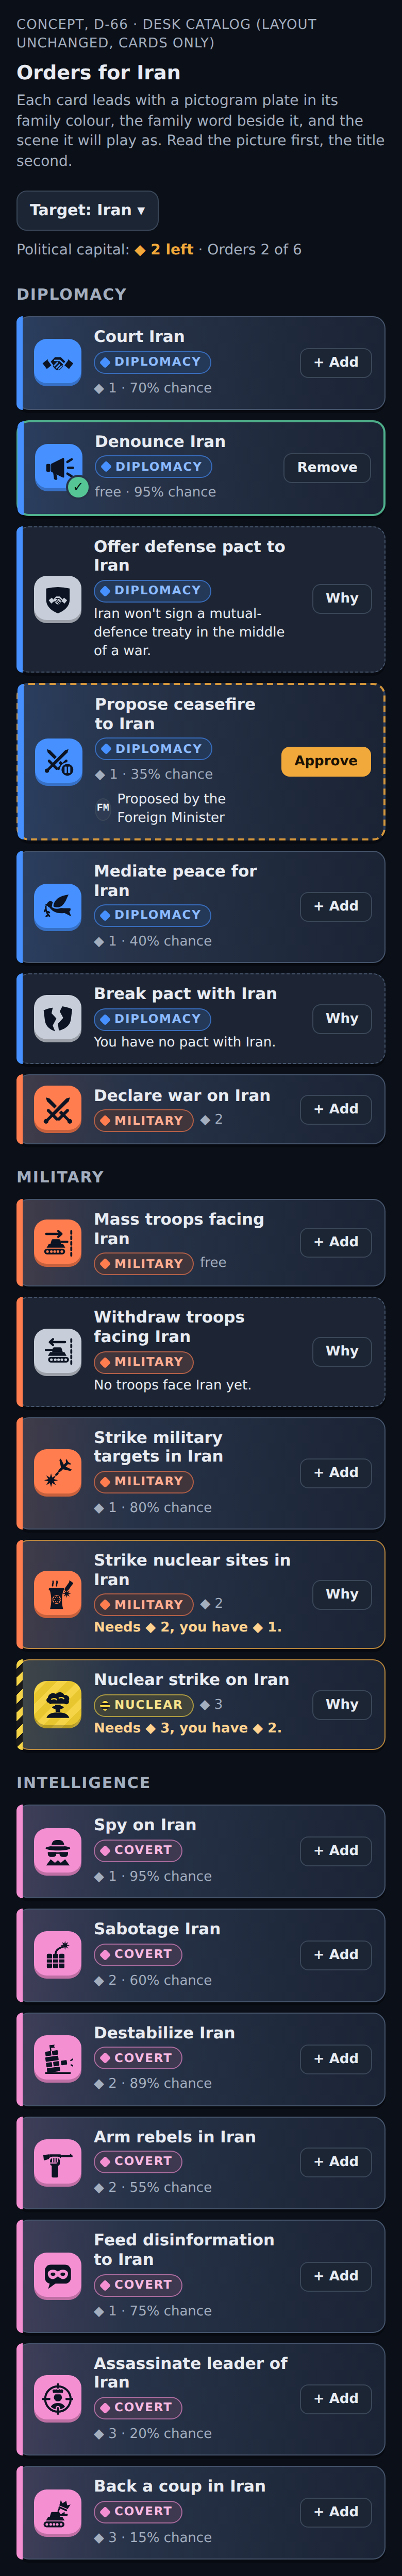 CONCEPT, D-66 · DESK CATALOG (LAYOUT
UNCHANGED, CARDS ONLY)
Orders for Iran
Each card leads with a pictogram plate in its
family colour, the family word beside it, and the
scene it will play as. Read the picture first, the title
second.
Target: Iran ▾
Political capital: ◆ 2 left · Orders 2 of 6
DIPLOMACY
Court Iran
DIPLOMACY
◆ 1 · 70% chance
+ Add
Denounce Iran
DIPLOMACY
free · 95% chance
Remove
Offer defense pact to
Iran
DIPLOMACY
Iran won't sign a mutual-
defence treaty in the middle
of a war.
Why
Propose ceasefire
to Iran
DIPLOMACY
◆ 1 · 35% chance
FM
Proposed by the
Foreign Minister
Approve
Mediate peace for
Iran
DIPLOMACY
◆ 1 · 40% chance
+ Add
Break pact with Iran
DIPLOMACY
You have no pact with Iran.
Why
Declare war on Iran
MILITARY ◆ 2
+ Add
MILITARY
Mass troops facing
Iran
MILITARY free
+ Add
Withdraw troops
facing Iran
MILITARY
No troops face Iran yet.
Why
Strike military
targets in Iran
MILITARY
◆ 1 · 80% chance
+ Add
Strike nuclear sites in
Iran
MILITARY ◆ 2
Needs ◆ 2, you have ◆ 1.
Why
Nuclear strike on Iran
NUCLEAR ◆ 3
Needs ◆ 3, you have ◆ 2.
Why
INTELLIGENCE
Spy on Iran
COVERT
◆ 1 · 95% chance
+ Add
Sabotage Iran
COVERT
◆ 2 · 60% chance
+ Add
Destabilize Iran
COVERT
◆ 2 · 89% chance
+ Add
Arm rebels in Iran
COVERT
◆ 2 · 55% chance
+ Add
Feed disinformation
to Iran
COVERT
◆ 1 · 75% chance
+ Add
Assassinate leader of
Iran
COVERT
◆ 3 · 20% chance
+ Add
Back a coup in Iran
COVERT
◆ 3 · 15% chance
+ Add